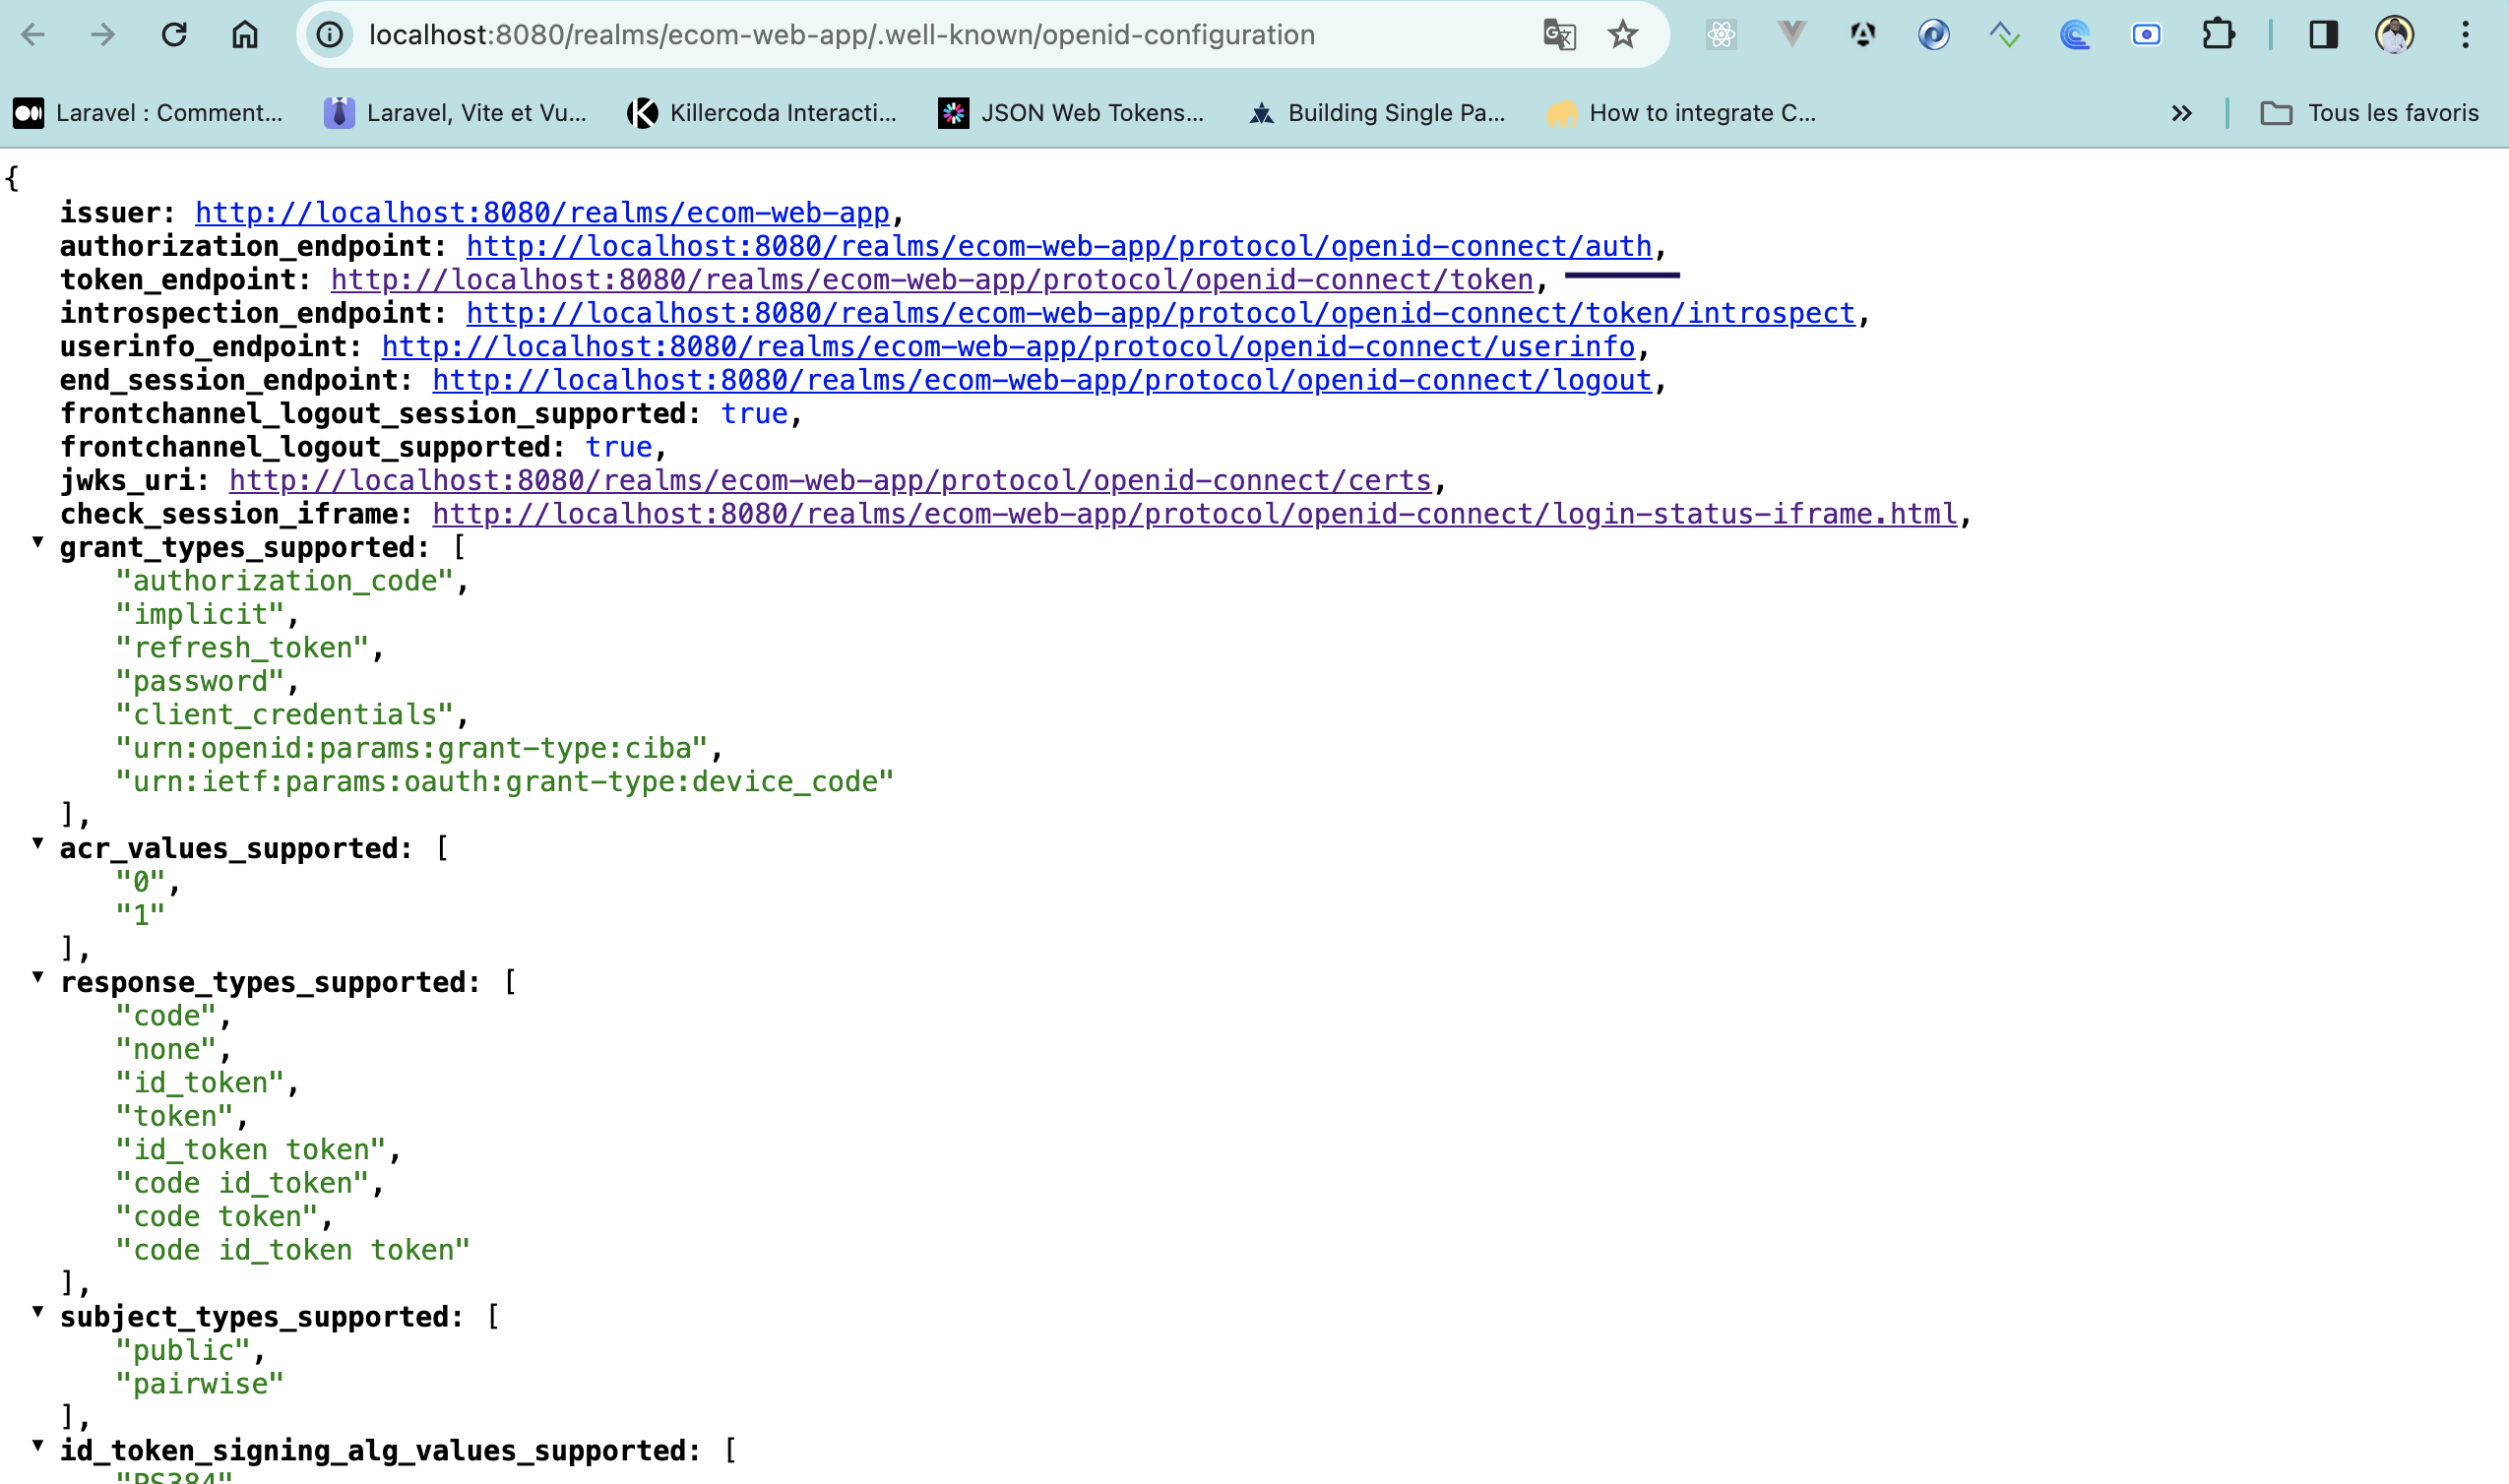 localhost:8080/realms/ecom-web-app/.well-known/openid-configuration
Laravel : Comment... Laravel, Vite et Vu... Killercoda Interacti... JSON Web Tokens... Building Single Pa... How to integrate C... Tous les favoris
{
issuer: http://localhost:8080/realms/ecom-web-app,
authorization_endpoint: http://localhost:8080/realms/ecom-web-app/protocol/openid-connect/auth,
token_endpoint: http://localhost:8080/realms/ecom-web-app/protocol/openid-connect/token,
introspection_endpoint: http://localhost:8080/realms/ecom-web-app/protocol/openid-connect/token/introspect,
userinfo_endpoint: http://localhost:8080/realms/ecom-web-app/protocol/openid-connect/userinfo,
end_session_endpoint: http://localhost:8080/realms/ecom-web-app/protocol/openid-connect/logout,
frontchannel_logout_session_supported: true,
frontchannel_logout_supported: true,
jwks_uri: http://localhost:8080/realms/ecom-web-app/protocol/openid-connect/certs,
check_session_iframe: http://localhost:8080/realms/ecom-web-app/protocol/openid-connect/login-status-iframe.html,
grant_types_supported: [
"authorization_code",
"implicit",
"refresh_token",
"password",
"client_credentials",
"urn:openid:params:grant-type:ciba",
"urn:ietf:params:oauth:grant-type:device_code"
],
acr_values_supported: [
"0",
"1"
],
response_types_supported: [
"code",
"none",
"id_token",
"token",
"id_token token",
"code id_token",
"code token",
"code id_token token"
],
subject_types_supported: [
"public",
"pairwise"
],
id_token_signing_alg_values_supported: [
"PS384"